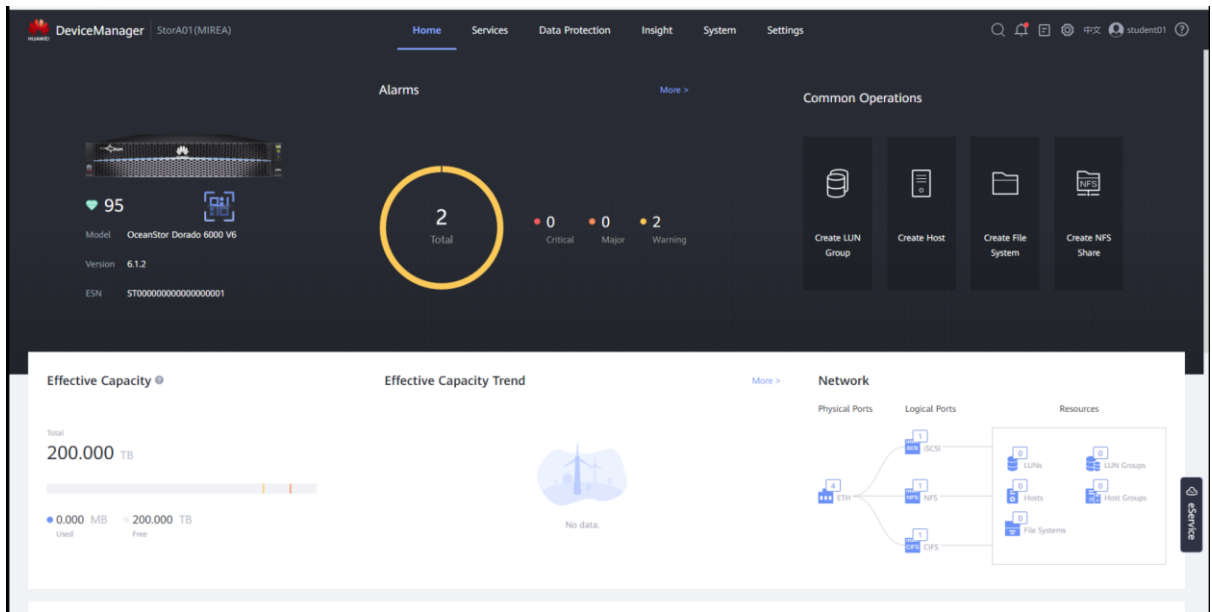 HUAWEI DeviceManager StorA01(MIREA) Home Services Data Protection Insight System Settings 中文 student01
Alarms More >
Common Operations
95
Model OceanStor Dorado 6000 V6
Version 6.1.2
ESN ST000000000000000001
2
Total
0 0 2
Critical Major Warning
NFS
Create LUN Group
Create Host
Create File System
Create NFS Share
Effective Capacity
Total
200.000 TB
0.000 MB 200.000 TB
Used Free
Effective Capacity Trend More >
No data.
Network
Physical Ports Logical Ports Resources
4
ETH
1
iSCSI
1
NFS NFS
1
CIFS CIFS
0
LUNs
0
LUN Groups
0
Hosts
0
Host Groups
0
File Systems
eService